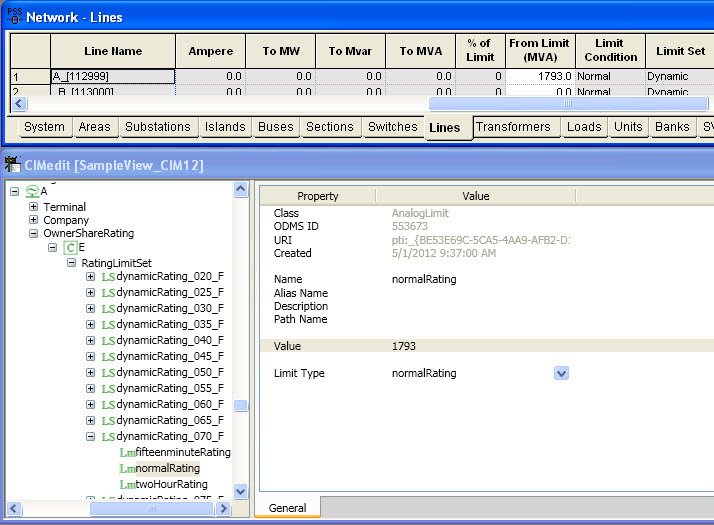 PSS
Network - Lines
Line Name Ampere To MW To Mvar To MVA % of Limit From Limit (MVA) Limit Condition Limit Set
1 A_[112999] 0.0 0.0 0.0 0.0 0 1793.0 Normal Dynamic
2 B [113000] 0.0 0.0 0.0 0.0 0 0.0 Normal Dynamic
System Areas Substations Islands Buses Sections Switches Lines Transformers Loads Units Banks SV
CIMedit [SampleView_CIM12]
A
Terminal
Company
OwnerShareRating
E
RatingLimitSet
LS dynamicRating_020_F
LS dynamicRating_025_F
LS dynamicRating_030_F
LS dynamicRating_035_F
LS dynamicRating_040_F
LS dynamicRating_045_F
LS dynamicRating_050_F
LS dynamicRating_055_F
LS dynamicRating_060_F
LS dynamicRating_065_F
LS dynamicRating_070_F
Lm fifteenminuteRating
Lm normalRating
Lm twoHourRating
LS dynamicRating_075_F
Property Value
Class AnalogLimit
ODMS ID 553673
URI pti:_{BE53E69C-5CA5-4AA9-AFB2-D:
Created 5/1/2012 9:37:00 AM
Name normalRating
Alias Name
Description
Path Name
Value 1793
Limit Type normalRating
General